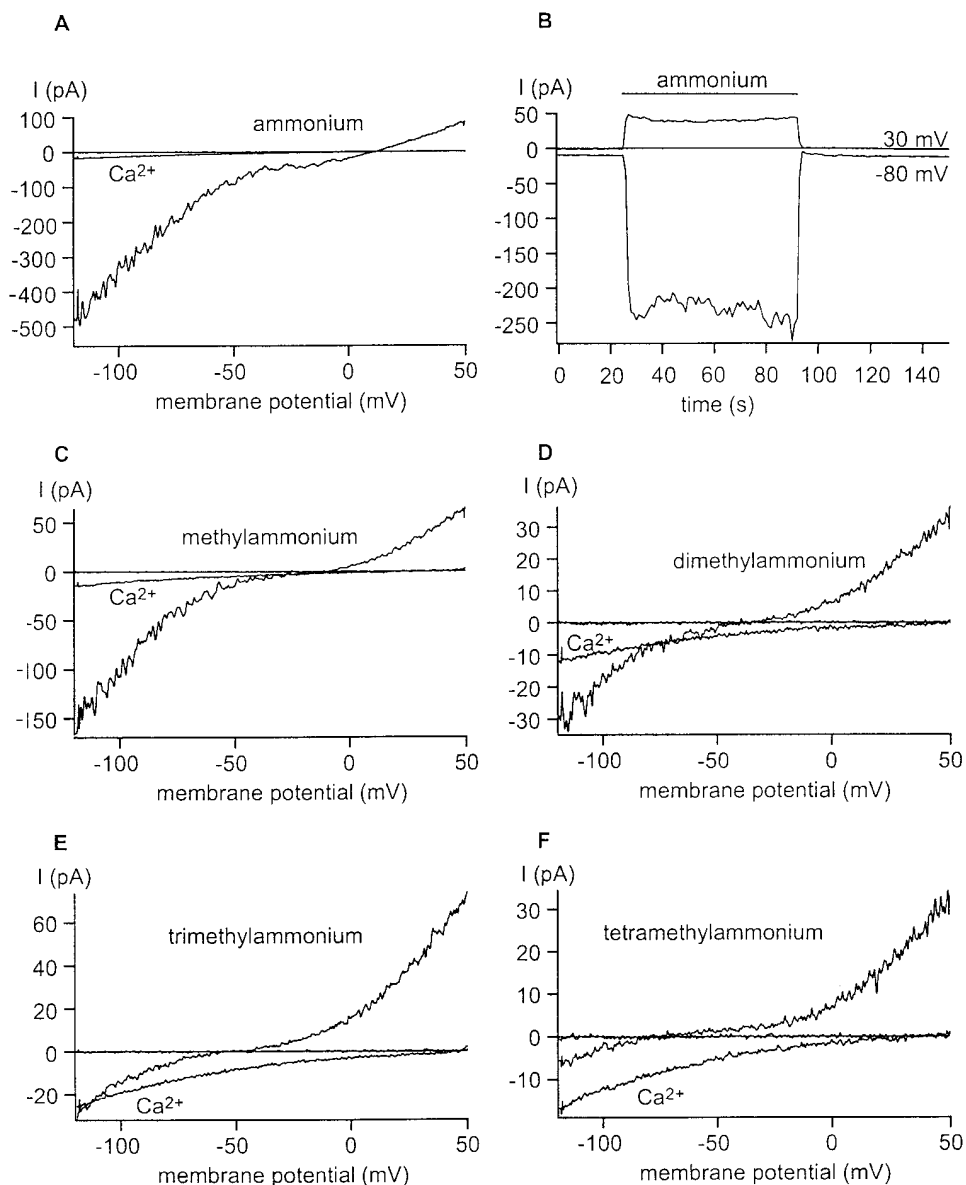 A
I (pA)
100
0
-100
-200
-300
-400
-500
ammonium
Ca2+
-100 -50 0 50
membrane potential (mV)
B
I (pA)
ammonium
50
0
-50
-100
-150
-200
-250
30 mV
-80 mV
0 20 40 60 80 100 120 140
time (s)
C
I (pA)
50
0
-50
-100
-150
methylammonium
Ca2+
-100 -50 0 50
membrane potential (mV)
D
I (pA)
30
20
10
0
-10
-20
-30
dimethylammonium
Ca2+
-100 -50 0 50
membrane potential (mV)
E
I (pA)
60
40
20
0
-20
trimethylammonium
Ca2+
-100 -50 0 50
membrane potential (mV)
F
I (pA)
30
20
10
0
-10
tetramethylammonium
Ca2+
-100 -50 0 50
membrane potential (mV)